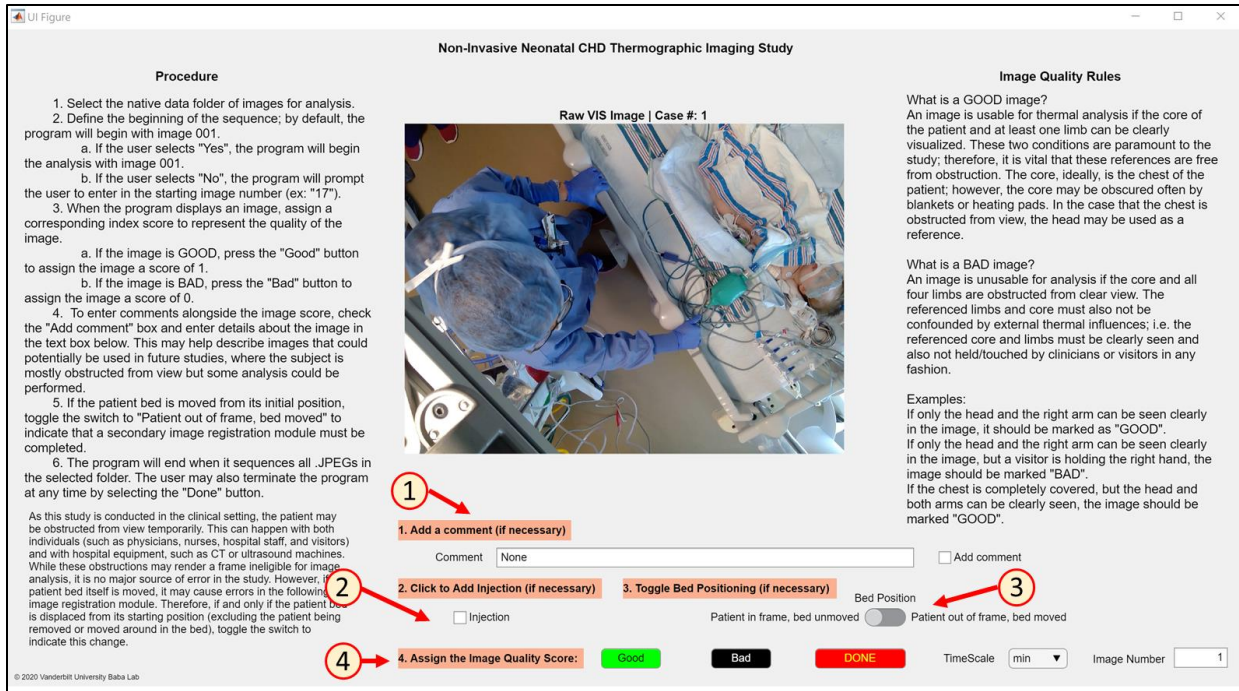 UI Figure
Non-Invasive Neonatal CHD Thermographic Imaging Study
Procedure
1. Select the native data folder of images for analysis.
2. Define the beginning of the sequence; by default, the
program will begin with image 001.
a. If the user selects "Yes", the program will begin
the analysis with image 001.
b. If the user selects "No", the program will prompt
the user to enter in the starting image number (ex: "17").
3. When the program displays an image, assign a
corresponding index score to represent the quality of the
image.
a. If the image is GOOD, press the "Good" button
to assign the image a score of 1.
b. If the image is BAD, press the "Bad" button to
assign the image a score of 0.
4. To enter comments alongside the image score, check
the "Add comment" box and enter details about the image in
the text box below. This may help describe images that could
potentially be used in future studies, where the subject is
mostly obstructed from view but some analysis could be
performed.
5. If the patient bed is moved from its initial position,
toggle the switch to "Patient out of frame, bed moved" to
indicate that a secondary image registration module must be
completed.
6. The program will end when it sequences all .JPEGs in
the selected folder. The user may also terminate the program
at any time by selecting the "Done" button.
As this study is conducted in the clinical setting, the patient may
be obstructed from view temporarily. This can happen with both
individuals (such as physicians, nurses, hospital staff, and visitors)
and with hospital equipment, such as CT or ultrasound machines.
While these obstructions may render a frame ineligible for image
analysis, it is no major source of error in the study. However,
patient bed itself is moved, it may cause errors in the following
image registration module. Therefore, if and only if the patient
is displaced from its starting position (excluding the patient being
removed or moved around in the bed), toggle the switch to
indicate this change.
© 2020 Vanderbilt University Baba Lab
Raw VIS Image | Case #: 1
1
1. Add a comment (if necessary)
Comment None Add comment
2
2. Click to Add Injection (if necessary)
Injection
3. Toggle Bed Positioning (if necessary)
3
Bed Position
Patient in frame, bed unmoved Patient out of frame, bed moved
4
4. Assign the Image Quality Score: Good Bad DONE TimeScale min Image Number 1
Image Quality Rules
What is a GOOD image?
An image is usable for thermal analysis if the core of
the patient and at least one limb can be clearly
visualized. These two conditions are paramount to the
study; therefore, it is vital that these references are free
from obstruction. The core, ideally, is the chest of the
patient; however, the core may be obscured often by
blankets or heating pads. In the case that the chest is
obstructed from view, the head may be used as a
reference.
What is a BAD image?
An image is unusable for analysis if the core and all
four limbs are obstructed from clear view. The
referenced limbs and core must also not be
confounded by external thermal influences; i.e. the
referenced core and limbs must be clearly seen and
also not held/touched by clinicians or visitors in any
fashion.
Examples:
If only the head and the right arm can be seen clearly
in the image, it should be marked as "GOOD".
If only the head and the right arm can be seen clearly
in the image, but a visitor is holding the right hand, the
image should be marked "BAD".
If the chest is completely covered, but the head and
both arms can be clearly seen, the image should be
marked "GOOD".